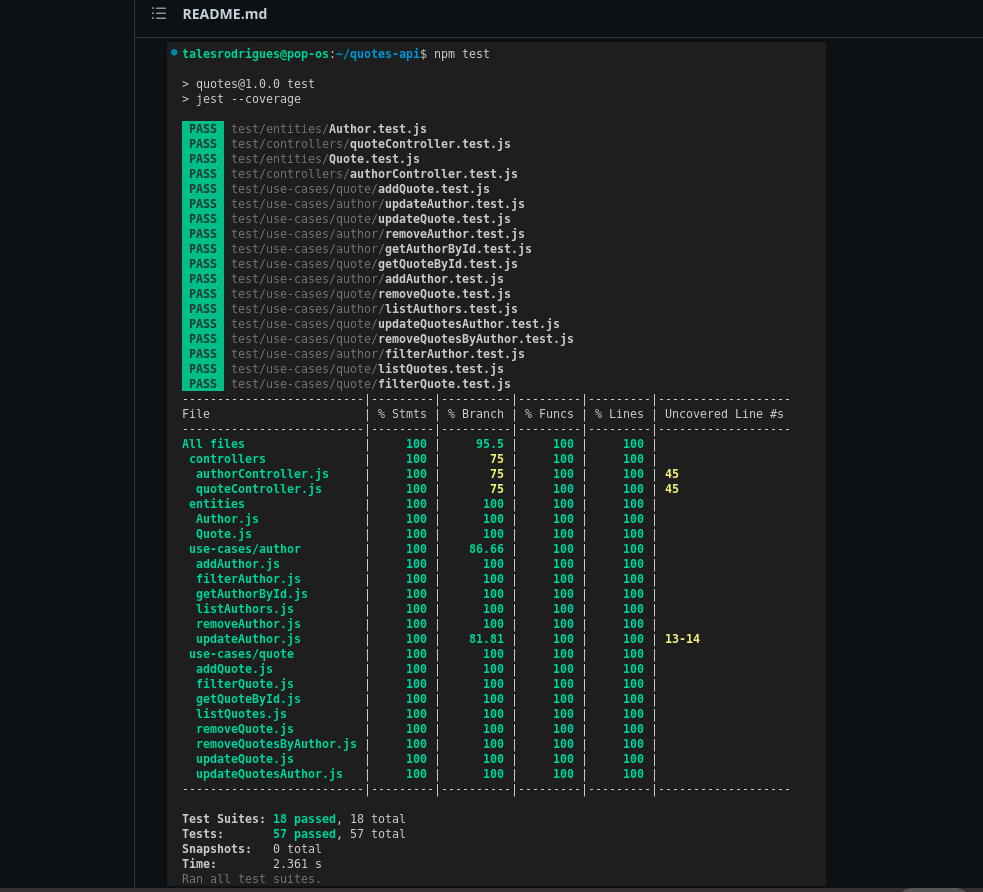 README.md
talesrodrigues@pop-os:~/quotes-api$ npm test
> quotes@1.0.0 test
> jest --coverage
PASS test/entities/Author.test.js
PASS test/controllers/quoteController.test.js
PASS test/entities/Quote.test.js
PASS test/controllers/authorController.test.js
PASS test/use-cases/quote/addQuote.test.js
PASS test/use-cases/author/updateAuthor.test.js
PASS test/use-cases/quote/updateQuote.test.js
PASS test/use-cases/author/removeAuthor.test.js
PASS test/use-cases/author/getAuthorById.test.js
PASS test/use-cases/quote/getQuoteById.test.js
PASS test/use-cases/author/addAuthor.test.js
PASS test/use-cases/quote/removeQuote.test.js
PASS test/use-cases/author/listAuthors.test.js
PASS test/use-cases/quote/updateQuotesAuthor.test.js
PASS test/use-cases/quote/removeQuotesByAuthor.test.js
PASS test/use-cases/author/filterAuthor.test.js
PASS test/use-cases/quote/listQuotes.test.js
PASS test/use-cases/quote/filterQuote.test.js
--------------------------|---------|----------|---------|---------|-------------------
File                      | % Stmts | % Branch | % Funcs | % Lines | Uncovered Line #s
--------------------------|---------|----------|---------|---------|-------------------
All files                 |     100 |     95.5 |     100 |     100 |
 controllers              |     100 |       75 |     100 |     100 |
  authorController.js     |     100 |       75 |     100 |     100 | 45
  quoteController.js      |     100 |       75 |     100 |     100 | 45
 entities                 |     100 |      100 |     100 |     100 |
  Author.js               |     100 |      100 |     100 |     100 |
  Quote.js                |     100 |      100 |     100 |     100 |
 use-cases/author         |     100 |    86.66 |     100 |     100 |
  addAuthor.js            |     100 |      100 |     100 |     100 |
  filterAuthor.js         |     100 |      100 |     100 |     100 |
  getAuthorById.js        |     100 |      100 |     100 |     100 |
  listAuthors.js          |     100 |      100 |     100 |     100 |
  removeAuthor.js         |     100 |      100 |     100 |     100 |
  updateAuthor.js         |     100 |    81.81 |     100 |     100 | 13-14
 use-cases/quote          |     100 |      100 |     100 |     100 |
  addQuote.js             |     100 |      100 |     100 |     100 |
  filterQuote.js          |     100 |      100 |     100 |     100 |
  getQuoteById.js         |     100 |      100 |     100 |     100 |
  listQuotes.js           |     100 |      100 |     100 |     100 |
  removeQuote.js          |     100 |      100 |     100 |     100 |
  removeQuotesByAuthor.js |     100 |      100 |     100 |     100 |
  updateQuote.js          |     100 |      100 |     100 |     100 |
  updateQuotesAuthor.js   |     100 |      100 |     100 |     100 |
--------------------------|---------|----------|---------|---------|-------------------
Test Suites: 18 passed, 18 total
Tests:       57 passed, 57 total
Snapshots:   0 total
Time:        2.361 s
Ran all test suites.